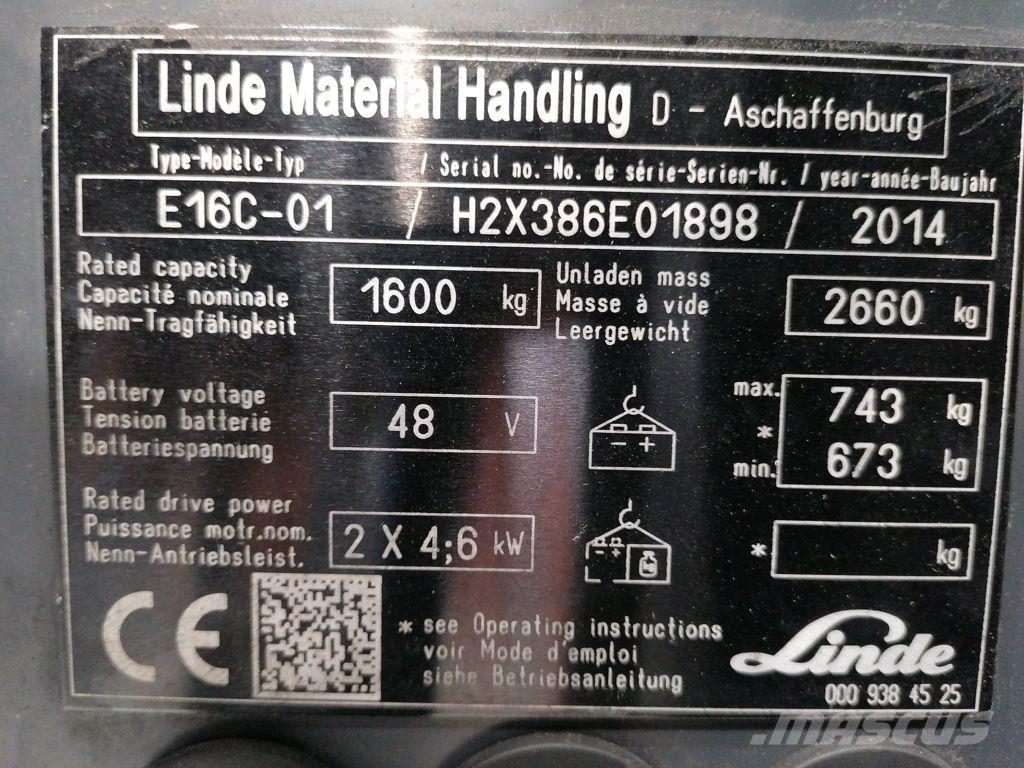 Linde Material Handling D - Aschaffenburg
Type-Modèle-Typ / Serial no.-No. de série-Serien-Nr. / year-année-Baujahr
E16C-01 / H2X386E01898 / 2014
Rated capacity
Capacité nominale
Nenn-Tragfähigkeit
1600 kg
Unladen mass
Masse à vide
Leergewicht
2660 kg
Battery voltage
Tension batterie
Batteriespannung
48 V
- +
max. 743 kg
*
min. 673 kg
Rated drive power
Puissance motr.nom.
Nenn-Antriebsleist.
2 X 4;6 kW
- +
* kg
CE
* see Operating instructions
voir Mode d'emploi
siehe Betriebsanleitung
Linde
000 938 45 25
MASCUS